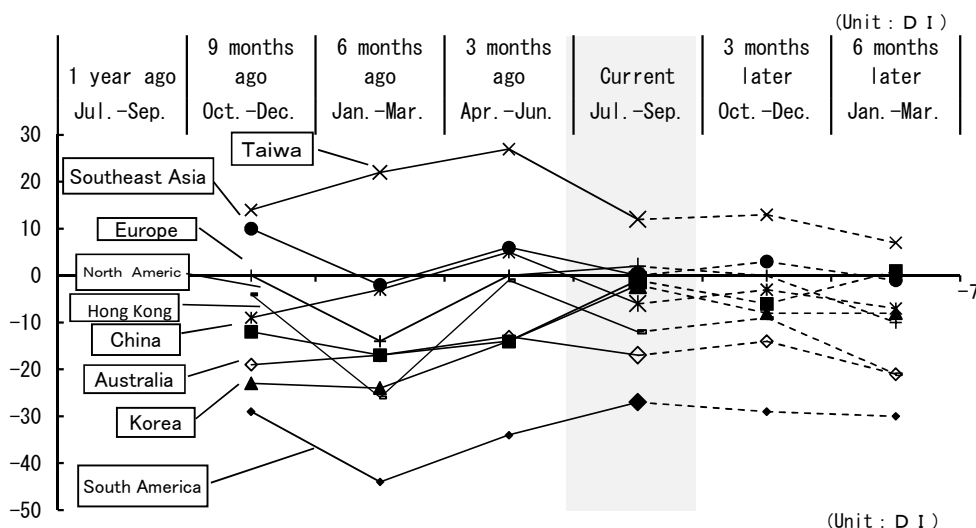 (Unit : ＤＩ)
1 year ago
Jul.-Sep.
9 months
ago
Oct.-Dec.
6 months
ago
Jan.-Mar.
3 months
ago
Apr.-Jun.
Current
Jul.-Sep.
3 months
later
Oct.-Dec.
6 months
later
Jan.-Mar.
30
20
10
0
-10
-20
-30
-40
-50
Taiwa
Southeast Asia
Europe
North Americ
Hong Kong
China
Australia
Korea
South America
-7
(Unit : ＤＩ)